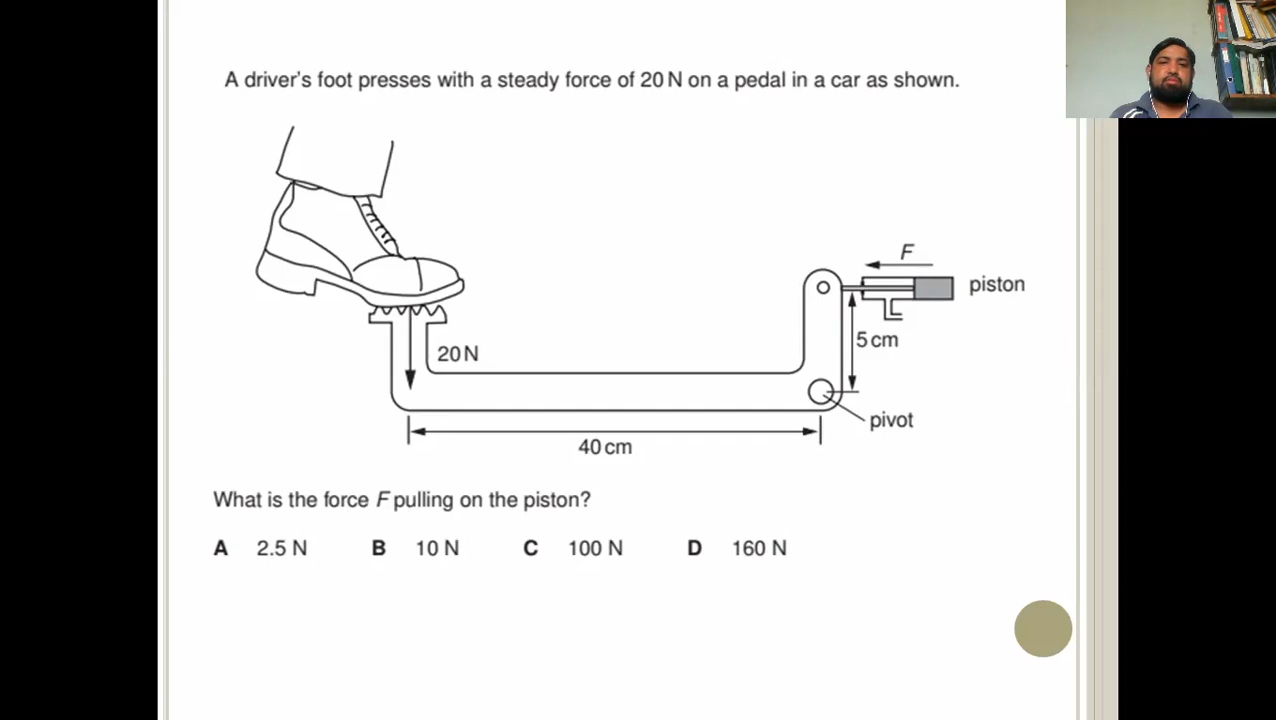 A driver's foot presses with a steady force of 20 N on a pedal in a car as shown.
F
piston
5 cm
20 N
pivot
40 cm
What is the force F pulling on the piston?
A 2.5 N B 10 N C 100 N D 160 N